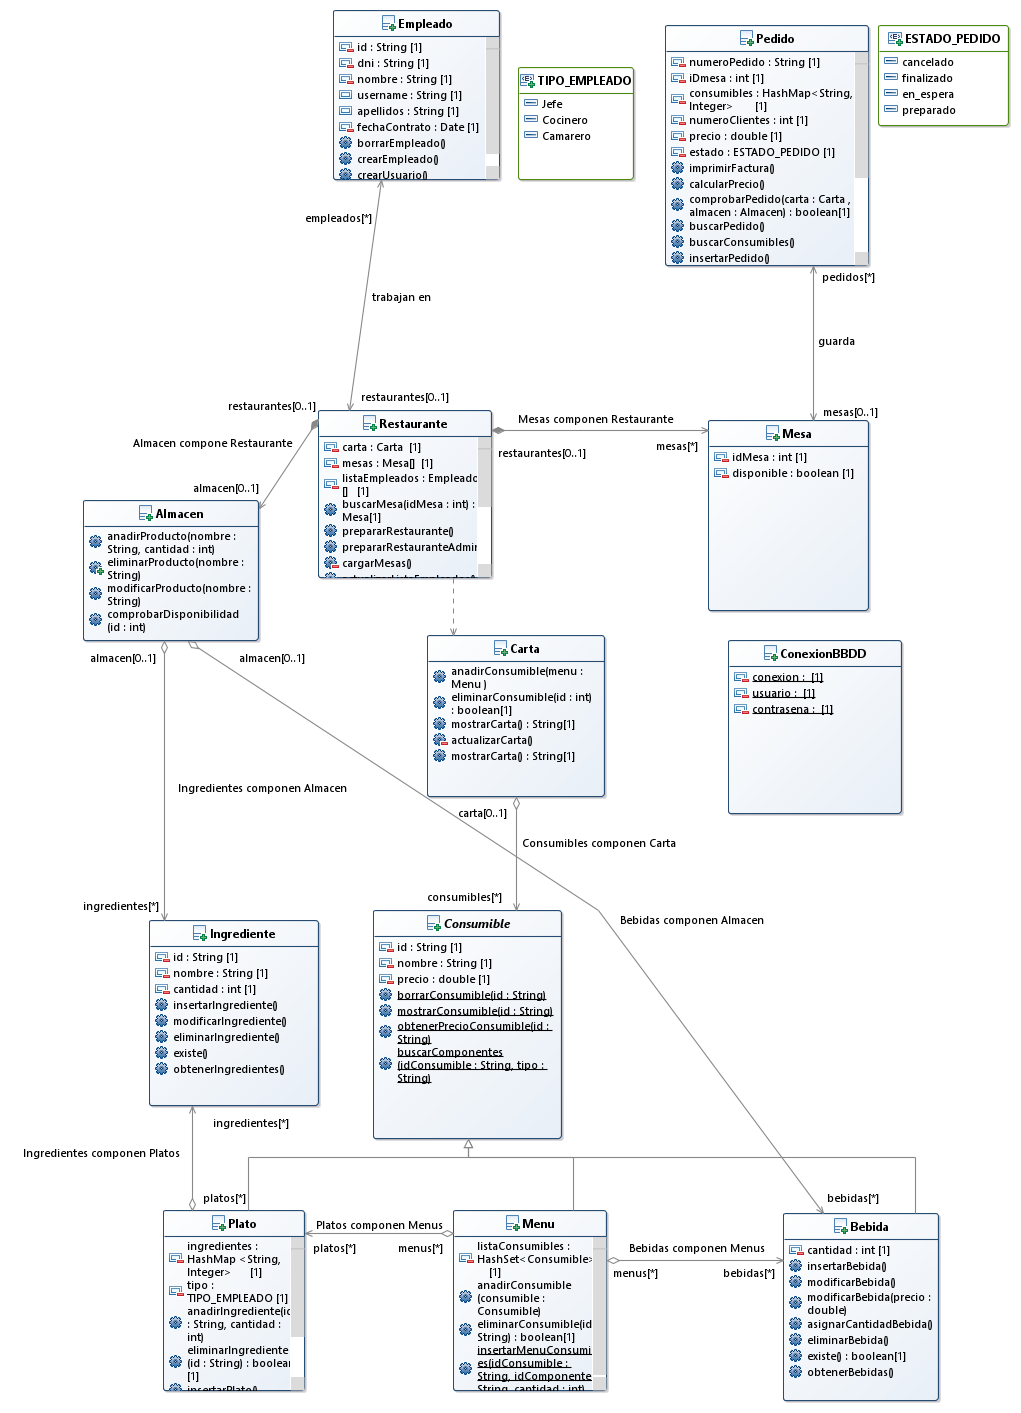 Empleado
id : String [1]
dni : String [1]
nombre : String [1]
username : String [1]
apellidos : String [1]
fechaContrato : Date [1]
borrarEmpleado()
crearEmpleado()
crearUsuario()
TIPO_EMPLEADO
Jefe
Cocinero
Camarero
Pedido
numeroPedido : String [1]
iDmesa : int [1]
consumibles : HashMap<String,
Integer> [1]
numeroClientes : int [1]
precio : double [1]
estado : ESTADO_PEDIDO [1]
imprimirFactura()
calcularPrecio()
comprobarPedido(carta : Carta ,
almacen : Almacen) : boolean[1]
buscarPedido()
buscarConsumibles()
insertarPedido()
ESTADO_PEDIDO
cancelado
finalizado
en_espera
preparado
empleados[*]
trabajan en
restaurantes[0..1]
pedidos[*]
guarda
mesas[0..1]
restaurantes[0..1]
Almacen compone Restaurante
almacen[0..1]
Restaurante
carta : Carta [1]
mesas : Mesa[] [1]
listaEmpleados : Empleado
[] [1]
buscarMesa(idMesa : int) :
Mesa[1]
prepararRestaurante()
prepararRestauranteAdmin
cargarMesas()
Mesas componen Restaurante
mesas[*]
restaurantes[0..1]
Mesa
idMesa : int [1]
disponible : boolean [1]
Almacen
anadirProducto(nombre :
String, cantidad : int)
eliminarProducto(nombre :
String)
modificarProducto(nombre :
String)
comprobarDisponibilidad
(id : int)
almacen[0..1]
almacen[0..1]
Carta
anadirConsumible(menu :
Menu )
eliminarConsumible(id : int)
: boolean[1]
mostrarCarta() : String[1]
actualizarCarta()
mostrarCarta() : String[1]
ConexionBBDD
conexion : [1]
usuario : [1]
contrasena : [1]
Ingredientes componen Almacen
carta[0..1]
Consumibles componen Carta
consumibles[*]
ingredientes[*]
Bebidas componen Almacen
Ingrediente
id : String [1]
nombre : String [1]
cantidad : int [1]
insertarIngrediente()
modificarIngrediente()
eliminarIngrediente()
existe()
obtenerIngredientes()
Consumible
id : String [1]
nombre : String [1]
precio : double [1]
borrarConsumible(id : String)
mostrarConsumible(id : String)
obtenerPrecioConsumible(id :
String)
buscarComponentes
(idConsumible : String, tipo :
String)
ingredientes[*]
Ingredientes componen Platos
platos[*]
bebidas[*]
Plato
ingredientes :
HashMap <String,
Integer> [1]
tipo :
TIPO_EMPLEADO [1]
anadirIngrediente(id
: String, cantidad :
int)
eliminarIngrediente
(id : String) : boolean
[1]
insertarPlato()
Platos componen Menus
platos[*]
menus[*]
Menu
listaConsumibles :
HashSet<Consumible>
[1]
anadirConsumible
(consumible :
Consumible)
eliminarConsumible(id
String) : boolean[1]
insertarMenuConsumi
es(idConsumible :
String, idComponente
String, cantidad : int)
Bebidas componen Menus
menus[*]
bebidas[*]
Bebida
cantidad : int [1]
insertarBebida()
modificarBebida()
modificarBebida(precio :
double)
asignarCantidadBebida()
eliminarBebida()
existe() : boolean[1]
obtenerBebidas()